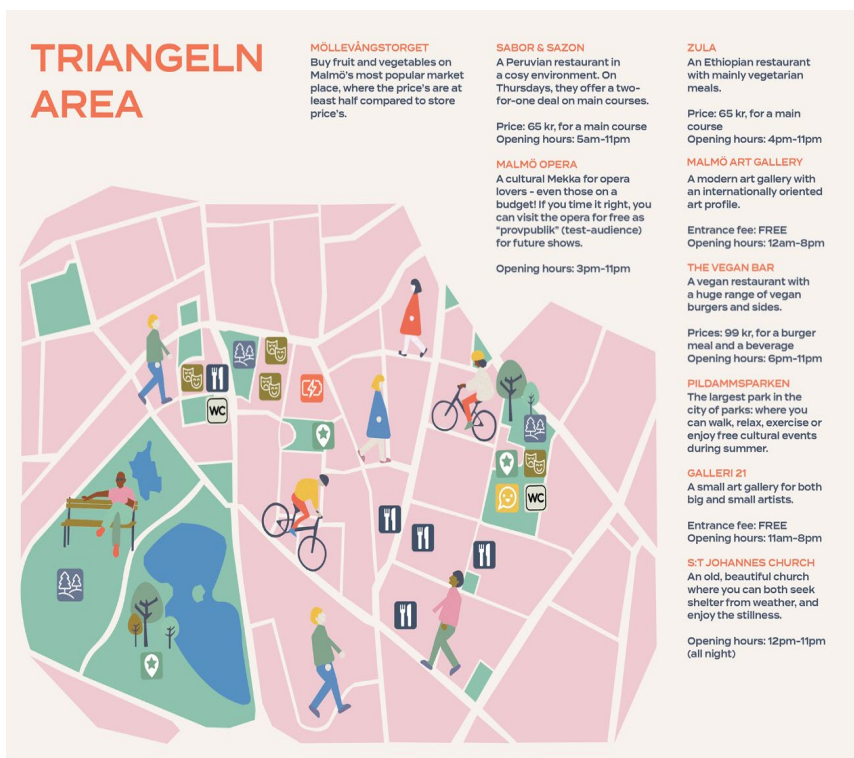 TRIANGELN
AREA
MÖLLEVÅNGSTORGET
Buy fruit and vegetables on
Malmö's most popular market
place, where the price's are at
least half compared to store
price's.
SABOR & SAZON
A Peruvian restaurant in
a cosy environment. On
Thursdays, they offer a two-
for-one deal on main courses.
Price: 65 kr, for a main course
Opening hours: 5am-11pm
MALMÖ OPERA
A cultural Mekka for opera
lovers - even those on a
budget! If you time it right, you
can visit the opera for free as
"provpublik" (test-audience)
for future shows.
Opening hours: 3pm-11pm
ZULA
An Ethiopian restaurant
with mainly vegetarian
meals.
Price: 65 kr, for a main
course
Opening hours: 4pm-11pm
MALMÖ ART GALLERY
A modern art gallery with
an internationally oriented
art profile.
Entrance fee: FREE
Opening hours: 12am-8pm
THE VEGAN BAR
A vegan restaurant with
a huge range of vegan
burgers and sides.
Prices: 99 kr, for a burger
meal and a beverage
Opening hours: 6pm-11pm
PILDAMMSPARKEN
The largest park in the
city of parks: where you
can walk, relax, exercise or
enjoy free cultural events
during summer.
GALLERI 21
A small art gallery for both
big and small artists.
Entrance fee: FREE
Opening hours: 11am-8pm
S:T JOHANNES CHURCH
An old, beautiful church
where you can both seek
shelter from weather, and
enjoy the stillness.
Opening hours: 12pm-11pm
(all night)
WC
WC